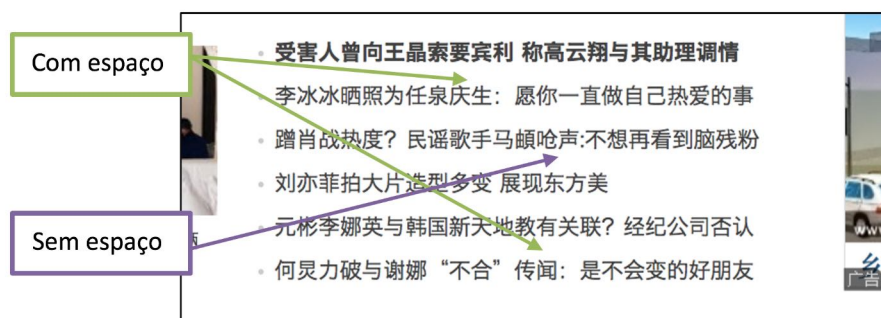 Com espaço
Sem espaço
受害人曾向王晶索要宾利 称高云翔与其助理调情
李冰冰晒照为任泉庆生：愿你一直做自己热爱的事
蹭肖战热度？民谣歌手马頔呛声:不想再看到脑残粉
刘亦菲拍大片造型多变 展现东方美
元彬李娜英与韩国新天地教有关联？经纪公司否认
何炅力破与谢娜“不合”传闻：是不会变的好朋友
www
乡
广告